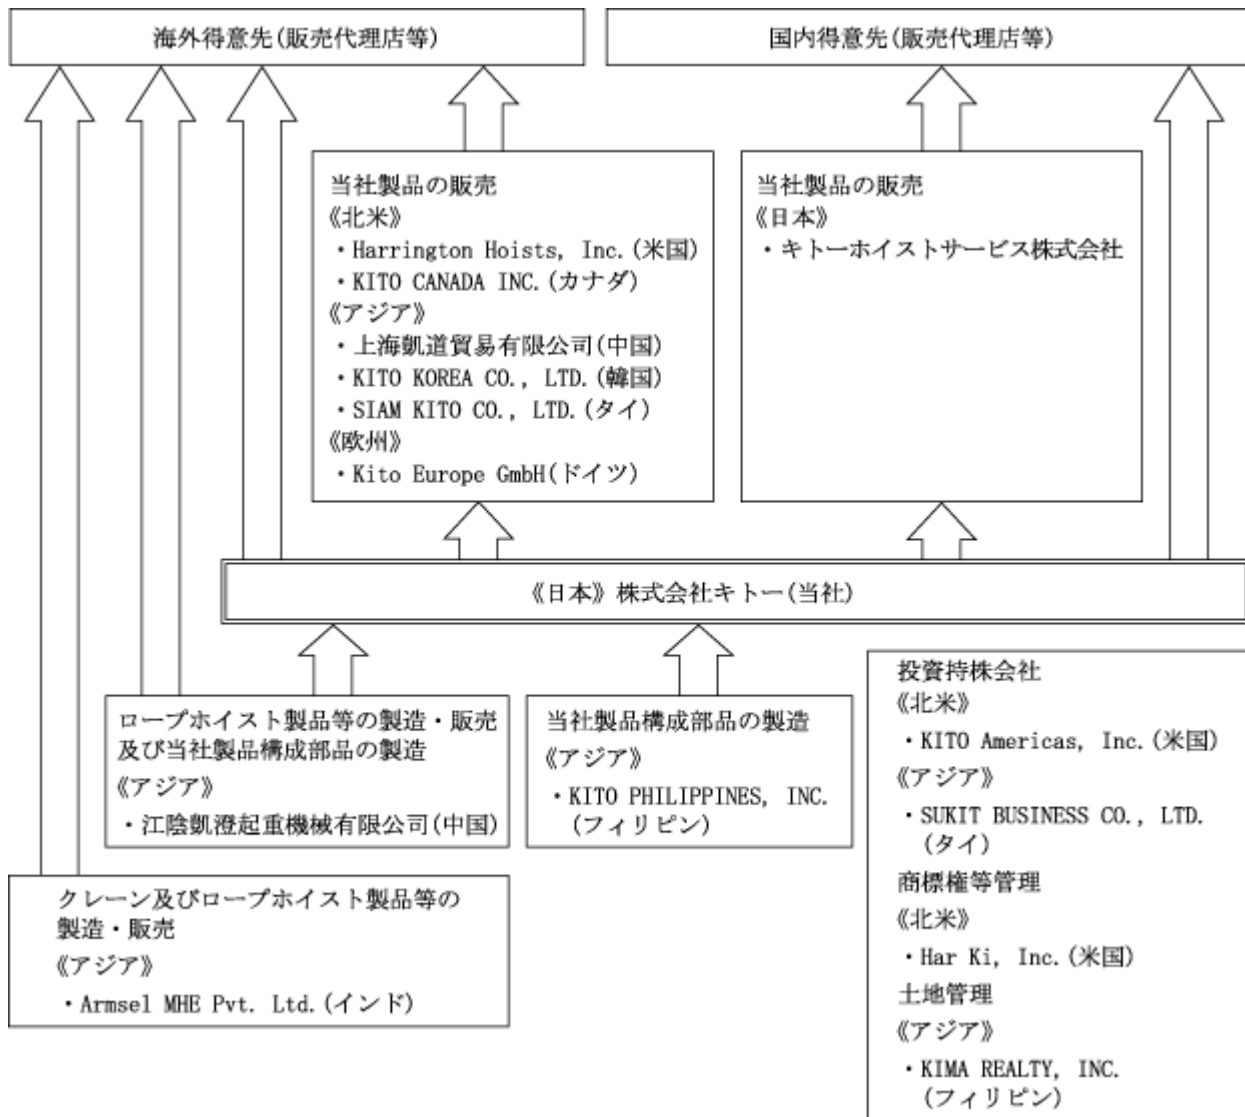 海外得意先(販売代理店等)
国内得意先(販売代理店等)
当社製品の販売
《北米》
・Harrington Hoists, Inc.(米国)
・KITO CANADA INC.(カナダ)
《アジア》
・上海凱道貿易有限公司(中国)
・KITO KOREA CO., LTD.(韓国)
・SIAM KITO CO., LTD.(タイ)
《欧州》
・Kito Europe GmbH(ドイツ)
当社製品の販売
《日本》
・キトーホイストサービス株式会社
《日本》株式会社キトー(当社)
ロープホイスト製品等の製造・販売
及び当社製品構成部品の製造
《アジア》
・江陰凱澄起重機械有限公司(中国)
当社製品構成部品の製造
《アジア》
・KITO PHILIPPINES, INC.
(フィリピン)
クレーン及びロープホイスト製品等の
製造・販売
《アジア》
・Armsel MHE Pvt. Ltd.(インド)
投資持株会社
《北米》
・KITO Americas, Inc.(米国)
《アジア》
・SUKIT BUSINESS CO., LTD.
(タイ)
商標権等管理
《北米》
・Har Ki, Inc.(米国)
土地管理
《アジア》
・KIMA REALTY, INC.
(フィリピン)